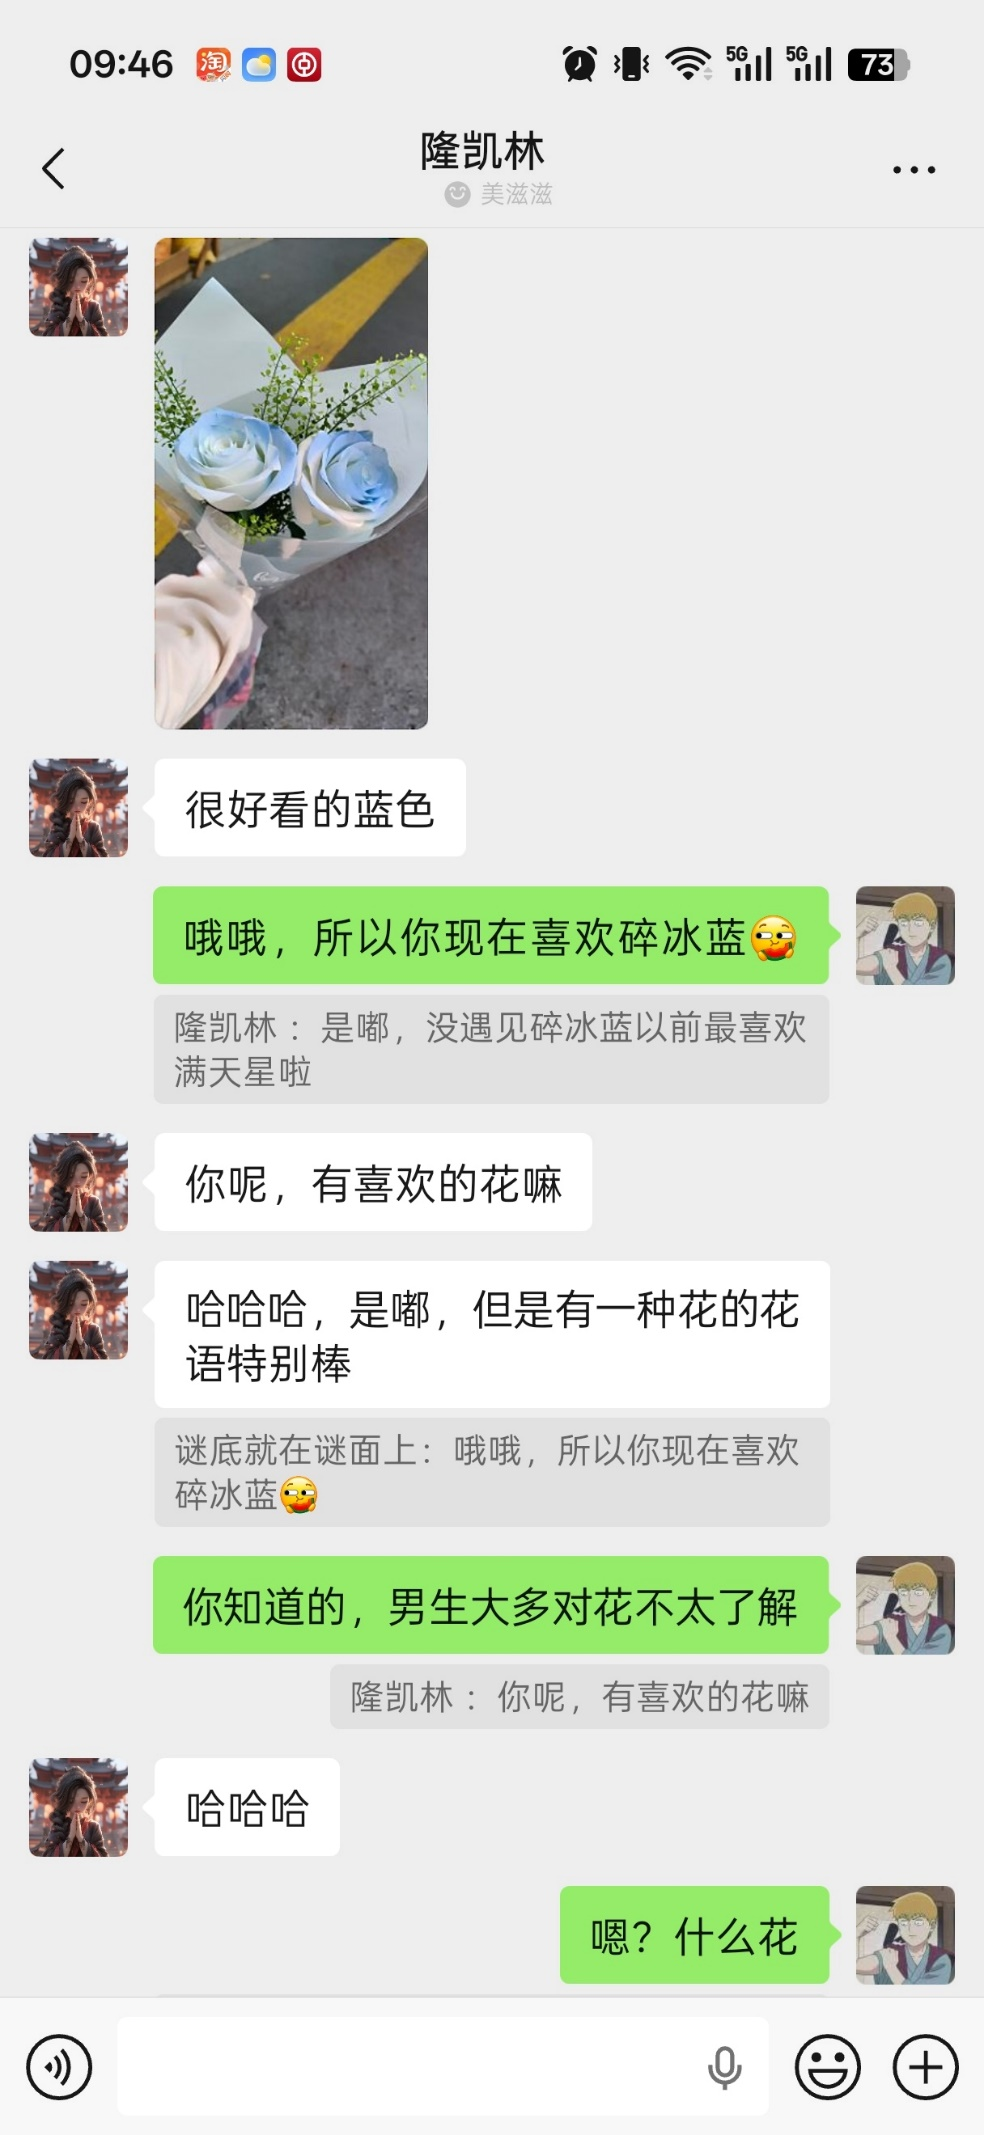 09:46
淘
5G
5G
73
隆凯林
美滋滋
很好看的蓝色
哦哦，所以你现在喜欢碎冰蓝
隆凯林：是嘟，没遇见碎冰蓝以前最喜欢
满天星啦
你呢，有喜欢的花嘛
哈哈哈，是嘟，但是有一种花的花
语特别棒
谜底就在谜面上：哦哦，所以你现在喜欢
碎冰蓝
你知道的，男生大多对花不太了解
隆凯林：你呢，有喜欢的花嘛
哈哈哈
嗯？什么花